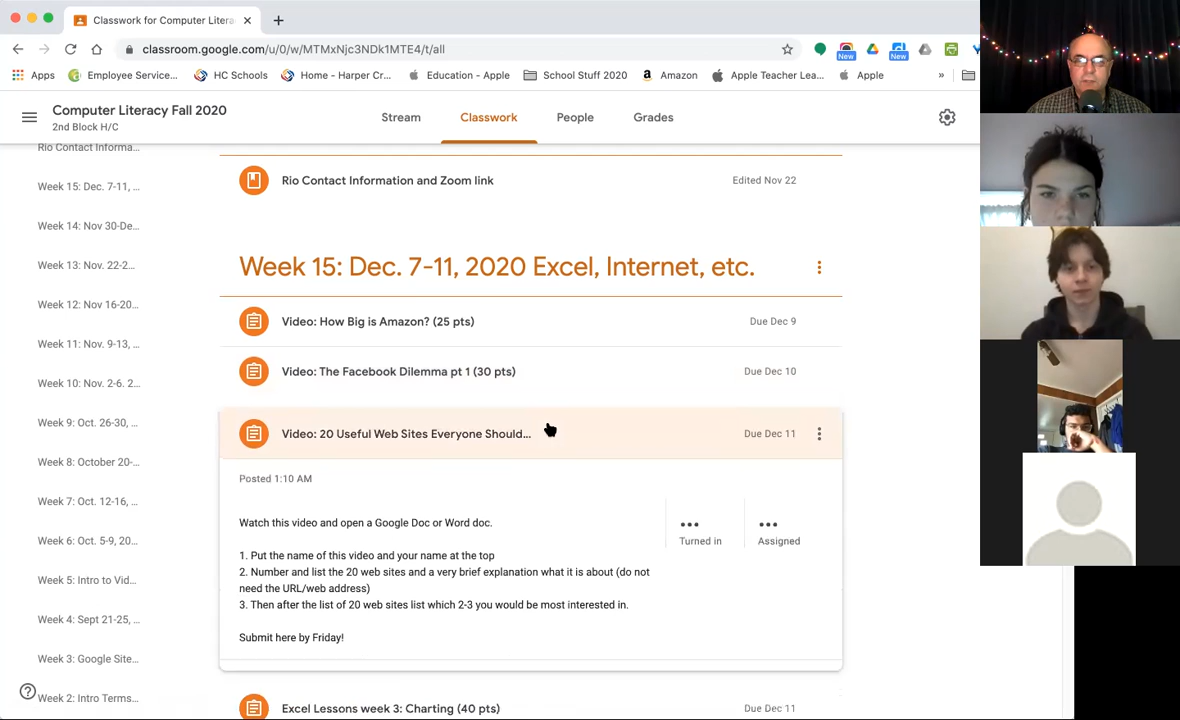 Classwork for Computer Litera
classroom.google.com/u/0/w/MTMxNjc3NDk1MTE4/t/all
New
New
Apps
Employee Service...
HC Schools
Home - Harper Cr...
Education - Apple
School Stuff 2020
Amazon
Apple Teacher Lea...
Apple
»
Computer Literacy Fall 2020
2nd Block H/C
Stream
Classwork
People
Grades
Rio Contact Informa...
Week 15: Dec. 7-11, ...
Week 14: Nov 30-De...
Week 13: Nov. 22-2...
Week 12: Nov 16-20...
Week 11: Nov. 9-13, ...
Week 10: Nov. 2-6. 2...
Week 9: Oct. 26-30, ...
Week 8: October 20-...
Week 7: Oct. 12-16, ...
Week 6: Oct. 5-9, 20...
Week 5: Intro to Vid...
Week 4: Sept 21-25, ...
Week 3: Google Site...
Week 2: Intro Terms...
Rio Contact Information and Zoom link
Edited Nov 22
Week 15: Dec. 7-11, 2020 Excel, Internet, etc.
Video: How Big is Amazon? (25 pts)
Due Dec 9
Video: The Facebook Dilemma pt 1 (30 pts)
Due Dec 10
Video: 20 Useful Web Sites Everyone Should...
Due Dec 11
Posted 1:10 AM
Watch this video and open a Google Doc or Word doc.
1. Put the name of this video and your name at the top
2. Number and list the 20 web sites and a very brief explanation what it is about (do not
need the URL/web address)
3. Then after the list of 20 web sites list which 2-3 you would be most interested in.
Submit here by Friday!
•••
Turned in
•••
Assigned
Excel Lessons week 3: Charting (40 pts)
Due Dec 11